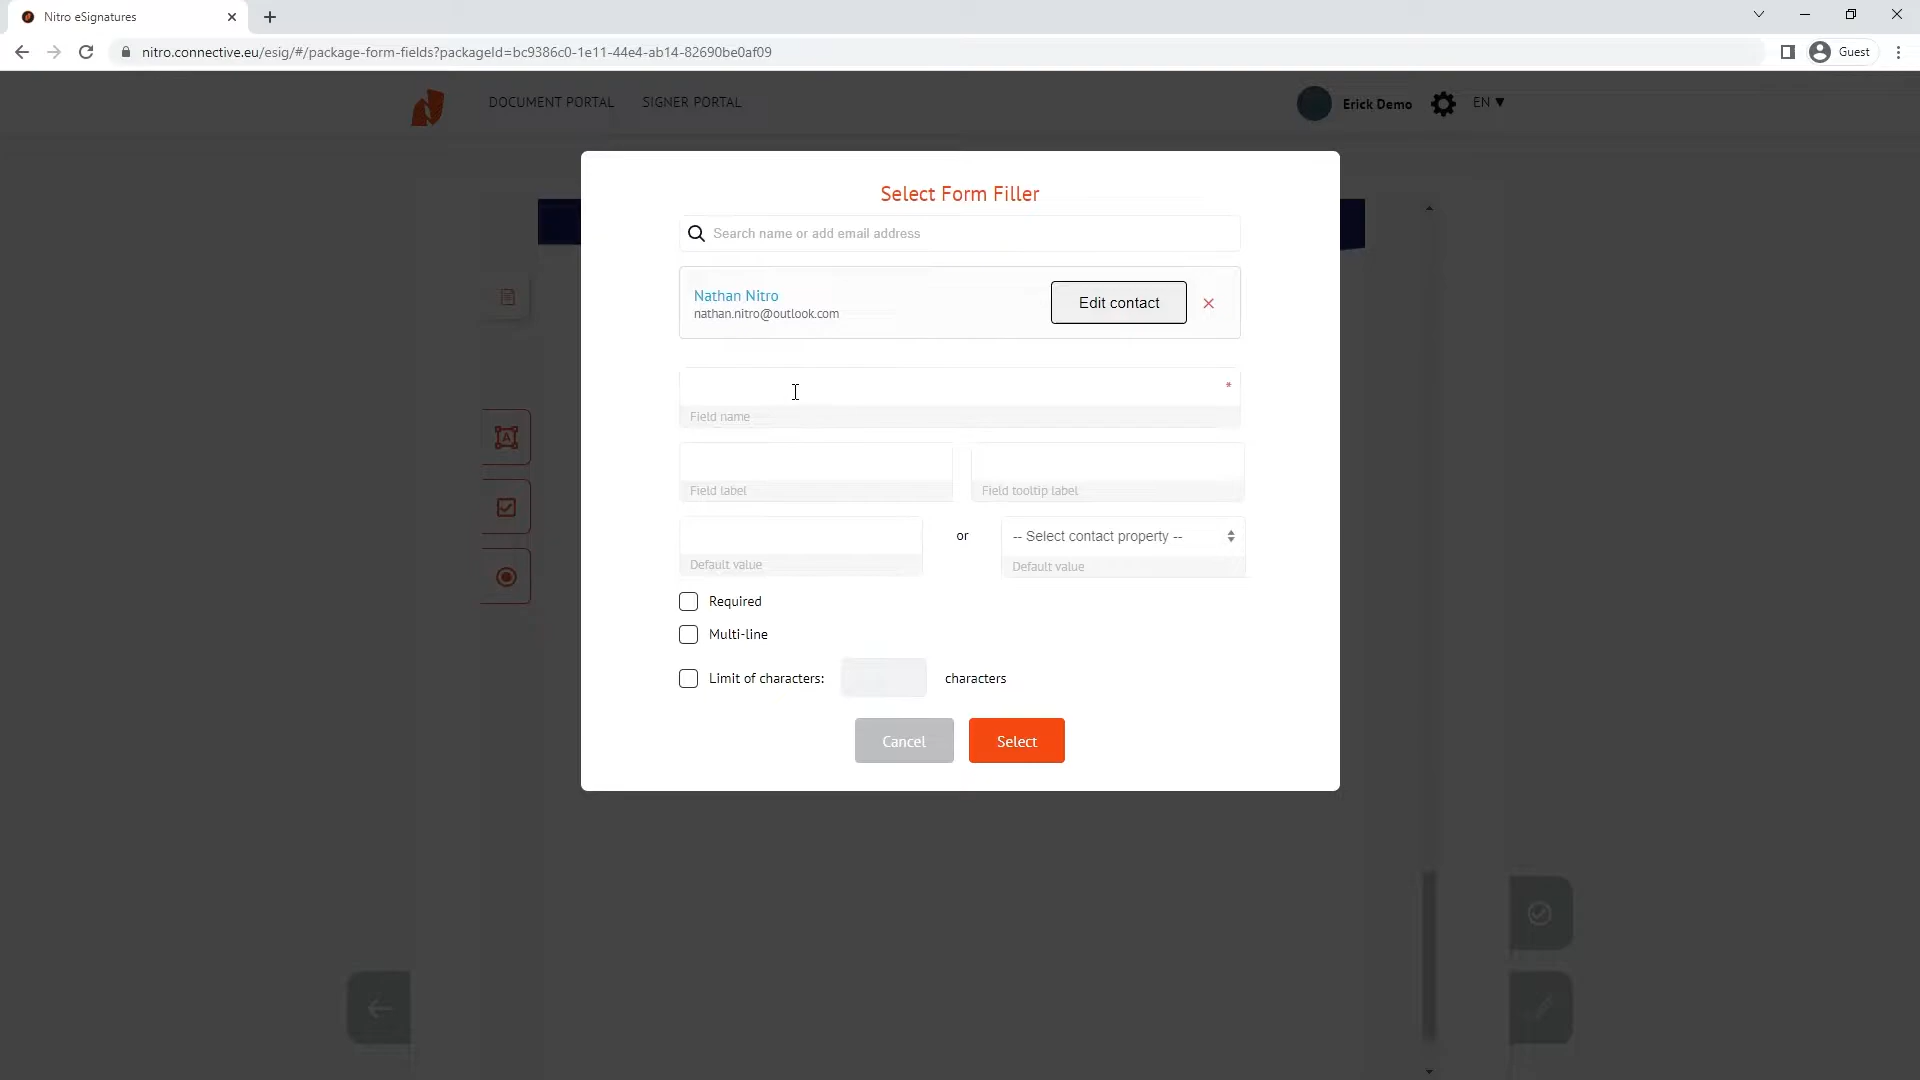 Nitro eSignatures
nitro.connective.eu/esig/#/package-form-fields?packageId=bc9386c0-1e11-44e4-ab14-82690be0af09
Guest
DOCUMENT PORTAL
SIGNER PORTAL
Erick Demo
EN ▼
Select Form Filler
Search name or add email address
Nathan Nitro
nathan.nitro@outlook.com
Edit contact
*
Field name
Field label
Field tooltip label
Default value
or
-- Select contact property --
Default value
Required
Multi-line
Limit of characters:
characters
Cancel
Select